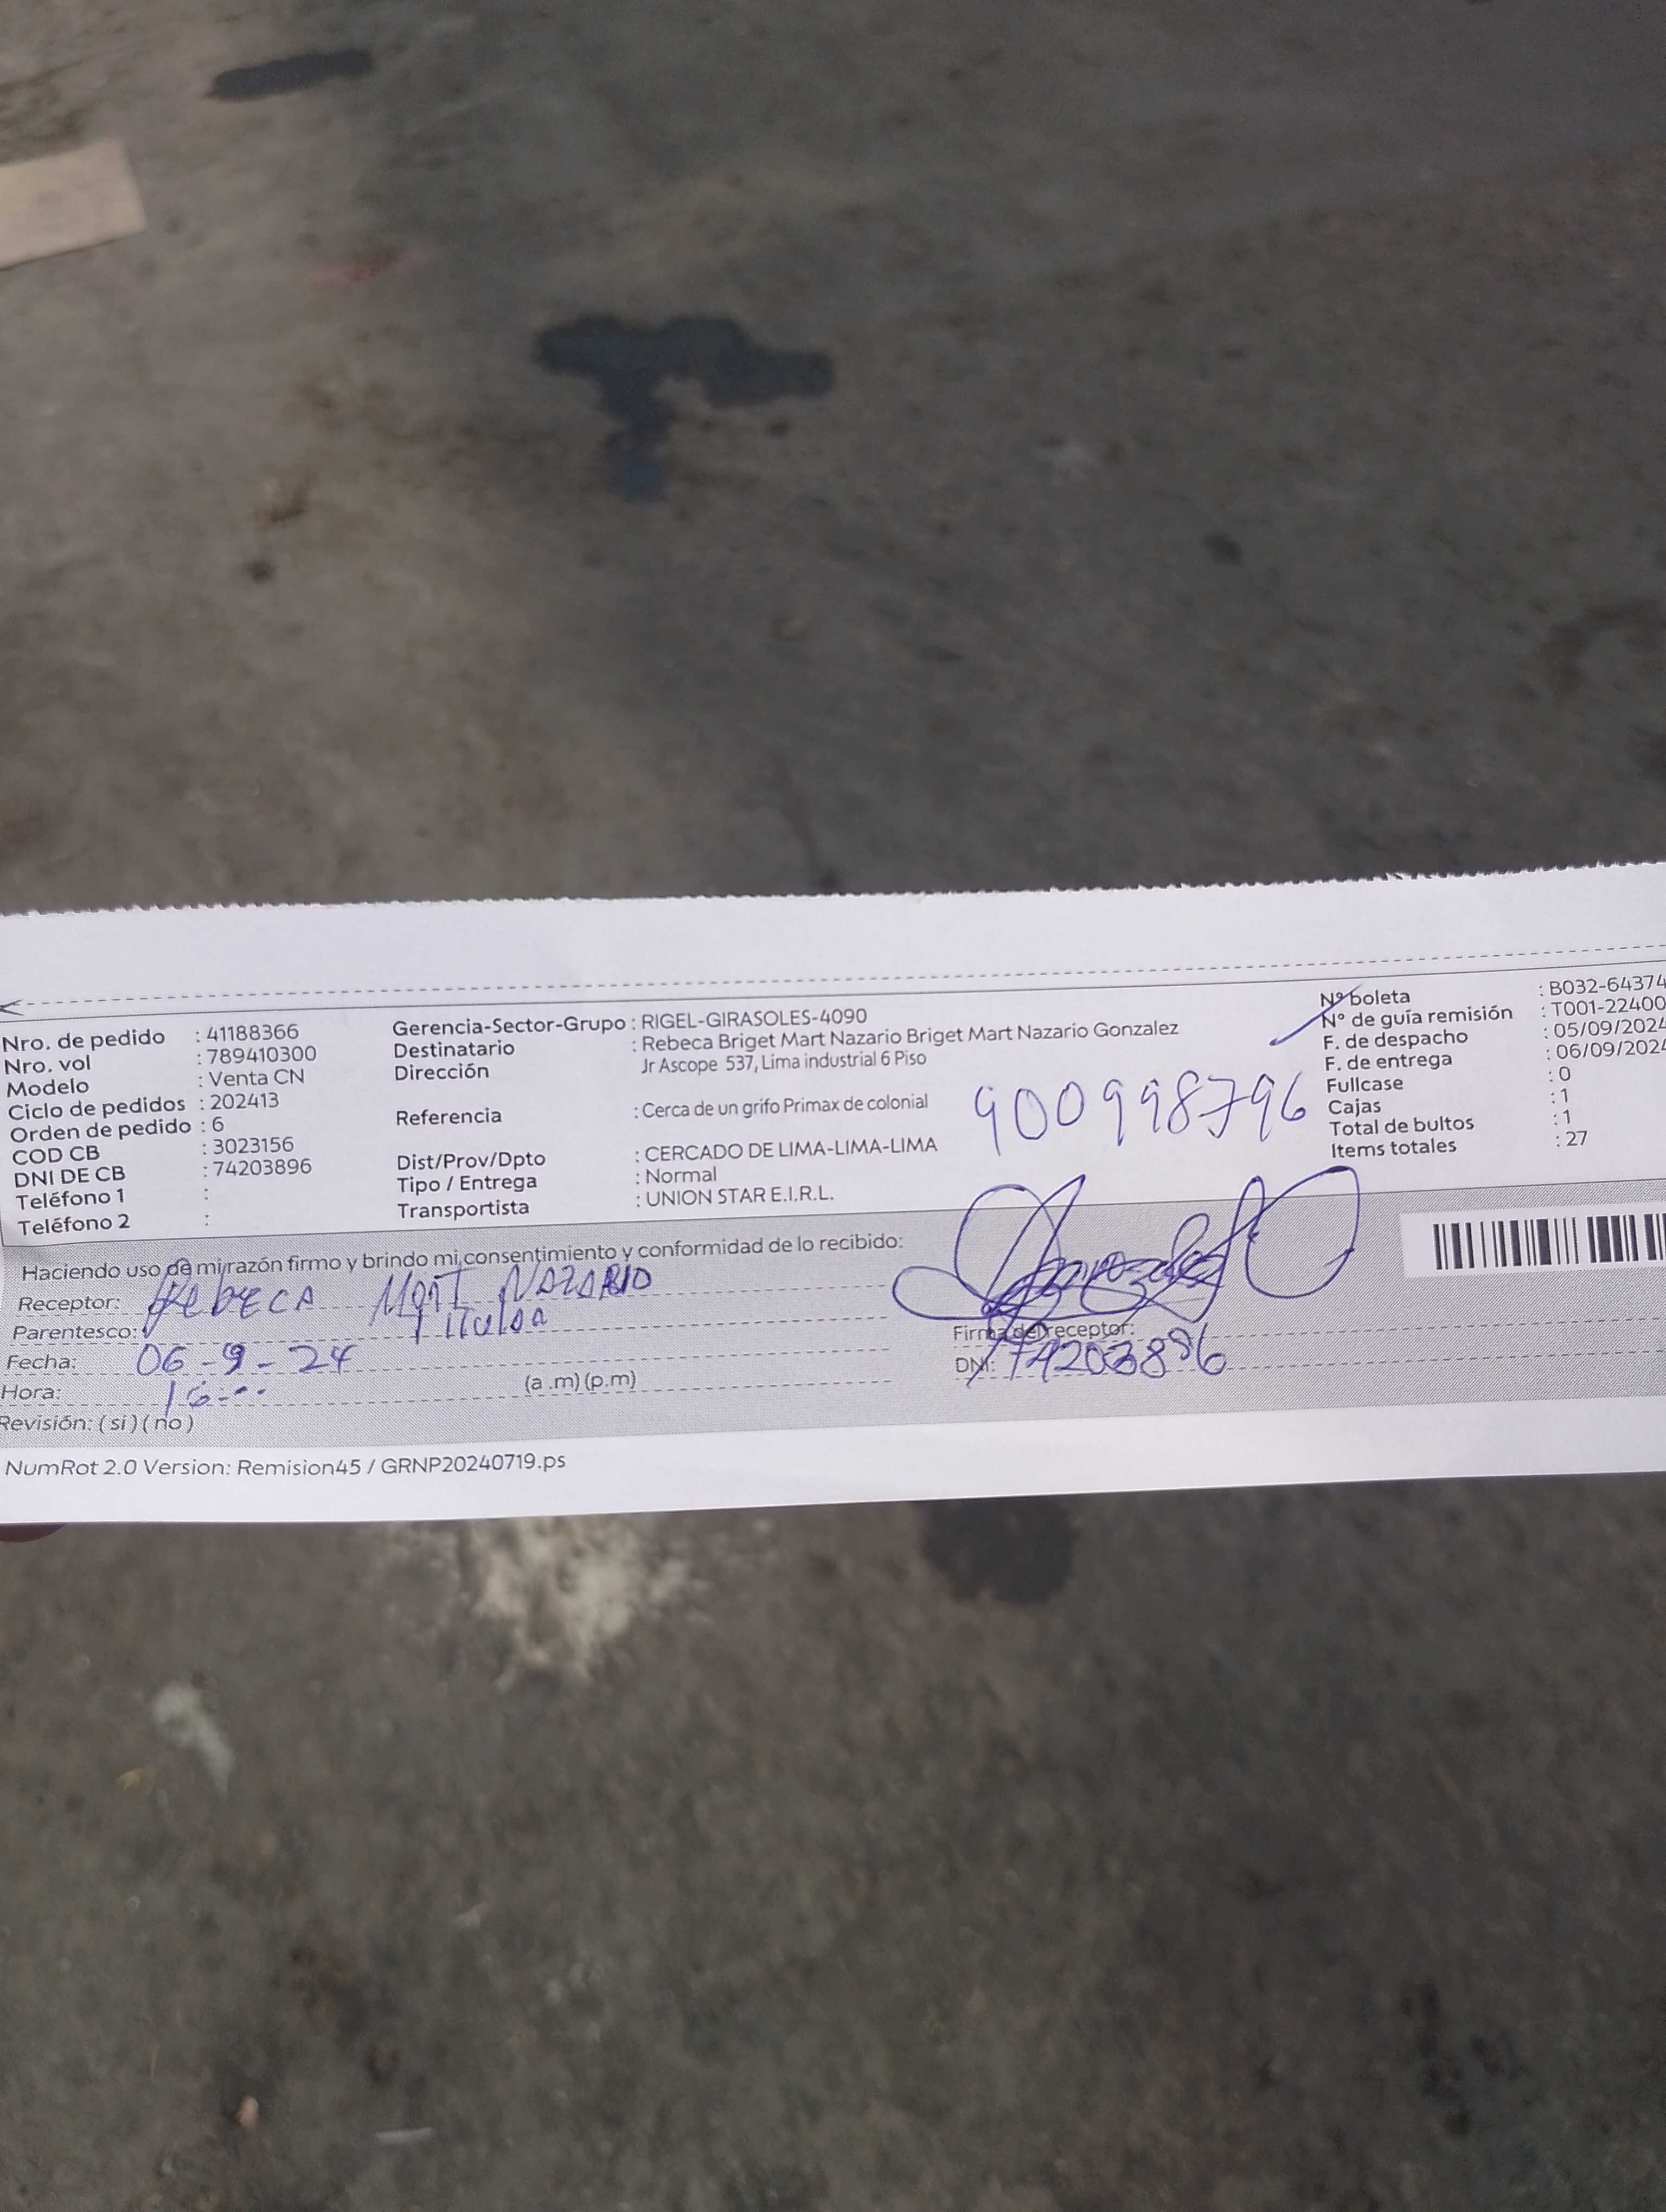 Nro. de pedido : 41188366
Nro. vol : 789410300
Modelo : Venta CN
Ciclo de pedidos : 202413
Orden de pedido : 6
COD CB : 3023156
DNI DE CB : 74203896
Teléfono 1 :
Teléfono 2 :
Gerencia-Sector-Grupo : RIGEL-GIRASOLES-4090
Destinatario : Rebeca Briget Mart Nazario Briget Mart Nazario Gonzalez
Dirección Jr Ascope 537, Lima industrial 6 Piso
Referencia : Cerca de un grifo Primax de colonial
Dist/Prov/Dpto : CERCADO DE LIMA-LIMA-LIMA
Tipo / Entrega : Normal
Transportista : UNION STAR E.I.R.L.
900998796
N° boleta : B032-64374
N° de guía remisión : T001-22400
F. de despacho : 05/09/2024
F. de entrega : 06/09/2024
Fullcase : 0
Cajas : 1
Total de bultos : 1
Items totales : 27
Haciendo uso de mi razón firmo y brindo mi consentimiento y conformidad de lo recibido:
Receptor: Rebeca Mart Nazario
Parentesco: Titular
Fecha: 06-9-24
Hora: (a .m) (p.m)
Revisión: ( si ) ( no )
Firma del receptor:
DNI: 74203896
NumRot 2.0 Version: Remision45 / GRNP20240719.ps